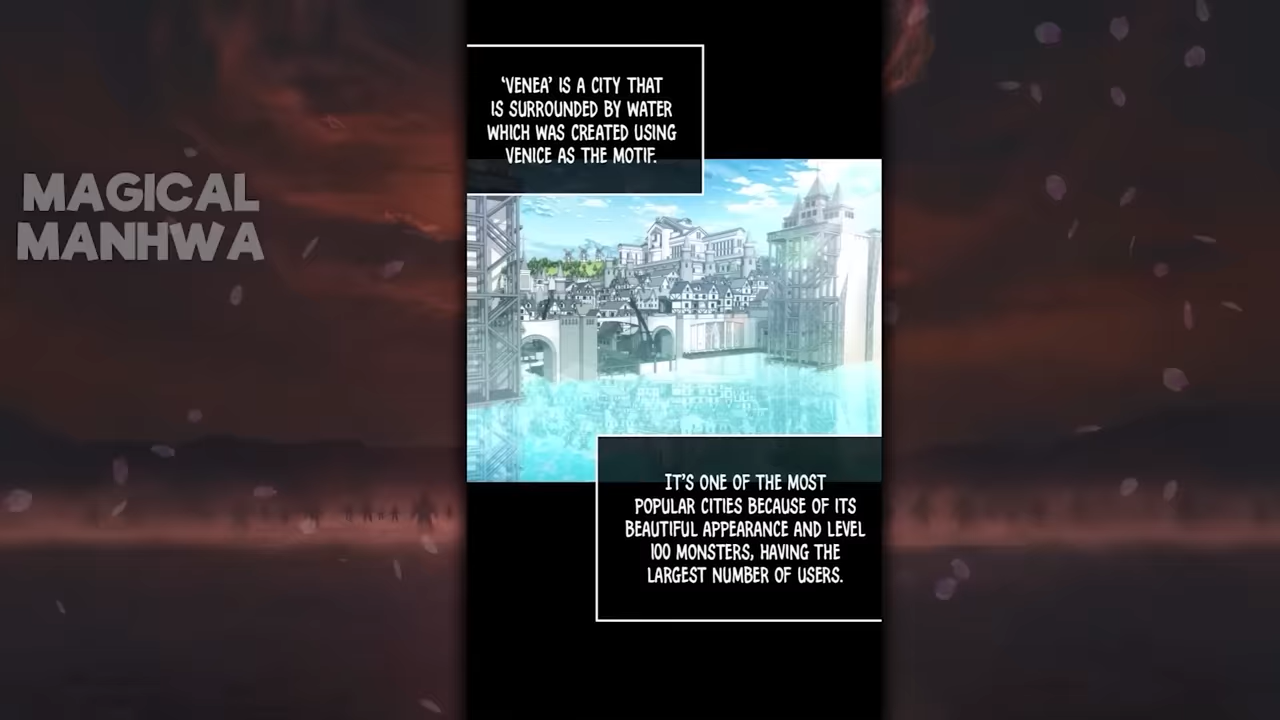 MAGICAL
MANHWA
'VENEA' IS A CITY THAT
IS SURROUNDED BY WATER
WHICH WAS CREATED USING
VENICE AS THE MOTIF.
IT'S ONE OF THE MOST
POPULAR CITIES BECAUSE OF ITS
BEAUTIFUL APPEARANCE AND LEVEL
100 MONSTERS, HAVING THE
LARGEST NUMBER OF USERS.